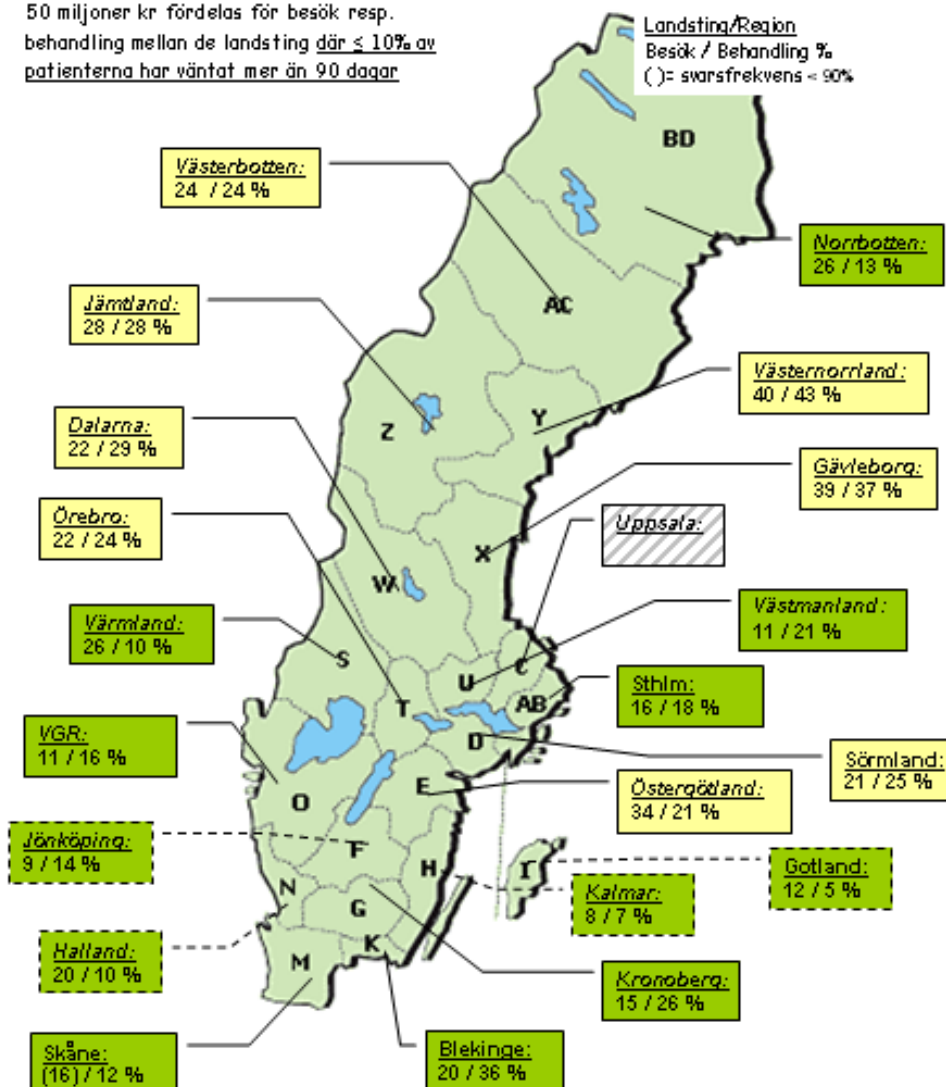 50 miljoner kr fördelas för besök resp.
behandling mellan de landsting där ≤ 10% av
patienterna har väntat mer än 90 dagar
Landsting/Region
Besök / Behandling %
( )= svarsfrekvens < 90%
BD
Västerbotten:
24 / 24 %
Norrbotten:
26 / 13 %
Jämtland:
28 / 28 %
AC
Västernorrland:
40 / 43 %
Dalarna:
22 / 29 %
Z
Y
Gävleborg:
39 / 37 %
Örebro:
22 / 24 %
Uppsala:
X
W
Värmland:
26 / 10 %
Västmanland:
11 / 21 %
S
C
U
Sthlm:
16 / 18 %
AB
T
VGR:
11 / 16 %
D
Sörmland:
21 / 25 %
E
Östergötland:
34 / 21 %
O
Jönköping:
9 / 14 %
F
H
I
Gotland:
12 / 5 %
N
G
Kalmar:
8 / 7 %
Halland:
20 / 10 %
K
M
Kronoberg:
15 / 26 %
Skåne:
(16) / 12 %
Blekinge:
20 / 36 %